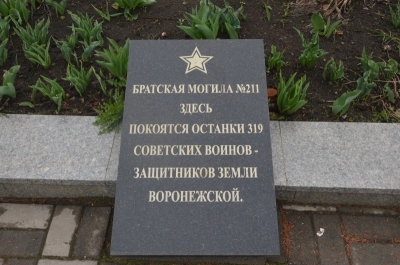 БРАТСКАЯ МОГИЛА №211
ЗДЕСЬ
ПОКОЯТСЯ ОСТАНКИ 319
СОВЕТСКИХ ВОИНОВ -
ЗАЩИТНИКОВ ЗЕМЛИ
ВОРОНЕЖСКОЙ.